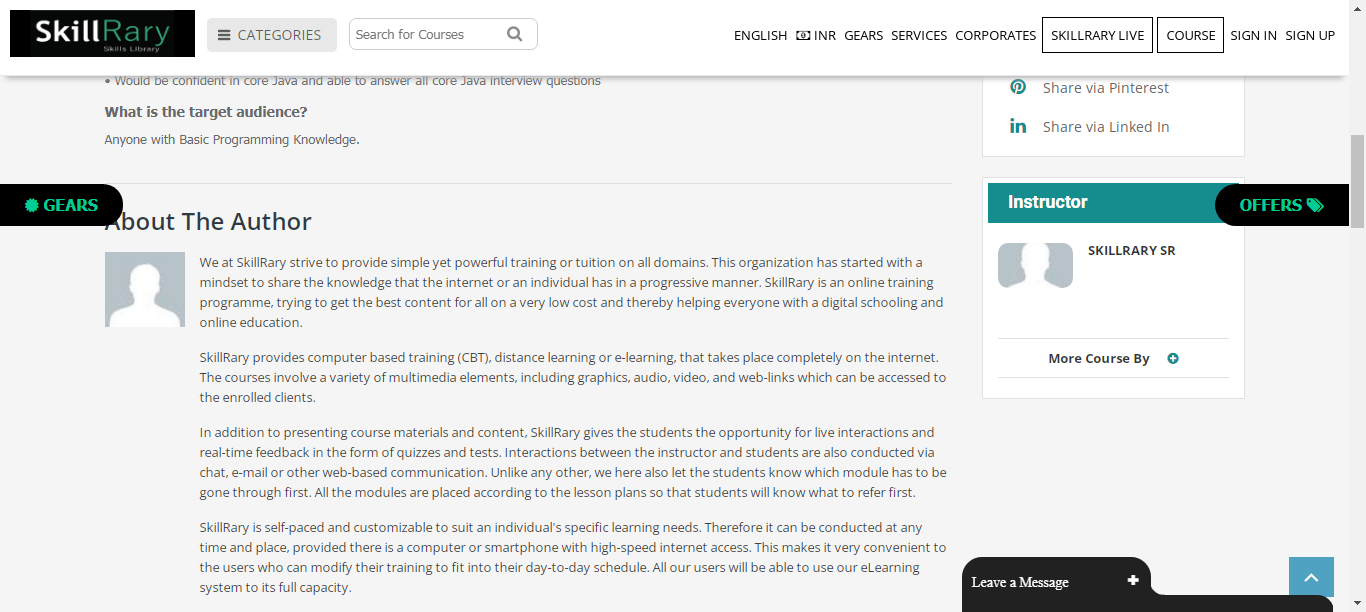 SkillRary
Skills Library
CATEGORIES
Search for Courses
ENGLISH INR GEARS SERVICES CORPORATES SKILLRARY LIVE COURSE SIGN IN SIGN UP
• Would be confident in core Java and able to answer all core Java interview questions
What is the target audience?
Anyone with Basic Programming Knowledge.
Share via Pinterest
Share via Linked In
GEARS
OFFERS
About The Author
We at SkillRary strive to provide simple yet powerful training or tuition on all domains. This organization has started with a
mindset to share the knowledge that the internet or an individual has in a progressive manner. SkillRary is an online training
programme, trying to get the best content for all on a very low cost and thereby helping everyone with a digital schooling and
online education.
SkillRary provides computer based training (CBT), distance learning or e-learning, that takes place completely on the internet.
The courses involve a variety of multimedia elements, including graphics, audio, video, and web-links which can be accessed to
the enrolled clients.
In addition to presenting course materials and content, SkillRary gives the students the opportunity for live interactions and
real-time feedback in the form of quizzes and tests. Interactions between the instructor and students are also conducted via
chat, e-mail or other web-based communication. Unlike any other, we here also let the students know which module has to be
gone through first. All the modules are placed according to the lesson plans so that students will know what to refer first.
SkillRary is self-paced and customizable to suit an individual's specific learning needs. Therefore it can be conducted at any
time and place, provided there is a computer or smartphone with high-speed internet access. This makes it very convenient to
the users who can modify their training to fit into their day-to-day schedule. All our users will be able to use our eLearning
system to its full capacity.
Instructor
SKILLRARY SR
More Course By
Leave a Message